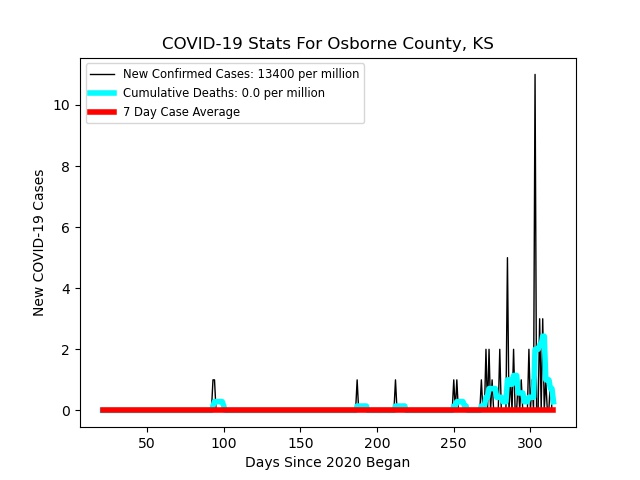 COVID-19 Stats For Osborne County, KS
New Confirmed Cases: 13400 per million
Cumulative Deaths: 0.0 per million
7 Day Case Average
New COVID-19 Cases
10
8
6
4
2
0
50 100 150 200 250 300
Days Since 2020 Began